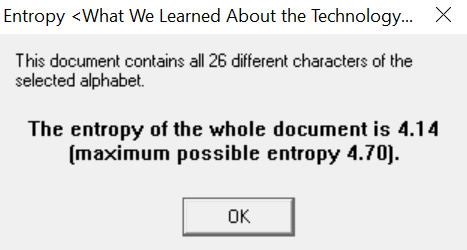 Entropy <What We Learned About the Technology...
This document contains all 26 different characters of the
selected alphabet.
The entropy of the whole document is 4.14
(maximum possible entropy 4.70).
OK